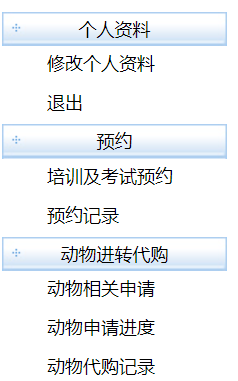 个人资料
修改个人资料
退出
预约
培训及考试预约
预约记录
动物进转代购
动物相关申请
动物申请进度
动物代购记录